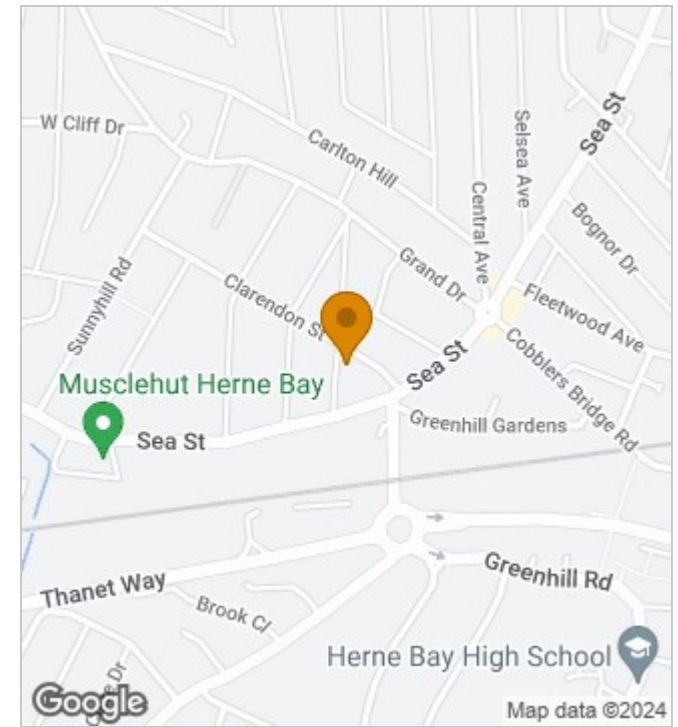 Sea St
W Cliff Dr
Carlton Hill
Selsea Ave
Central Ave
Bognor Dr
Grand Dr
Sunnyhill Rd
Clarendon St
Fleetwood Ave
Sea St
Cobblers Bridge Rd
Musclehut Herne Bay
Greenhill Gardens
Sea St
Thanet Way
Greenhill Rd
Brook Cl
Herne Bay High School
Dr
Google
Map data ©2024